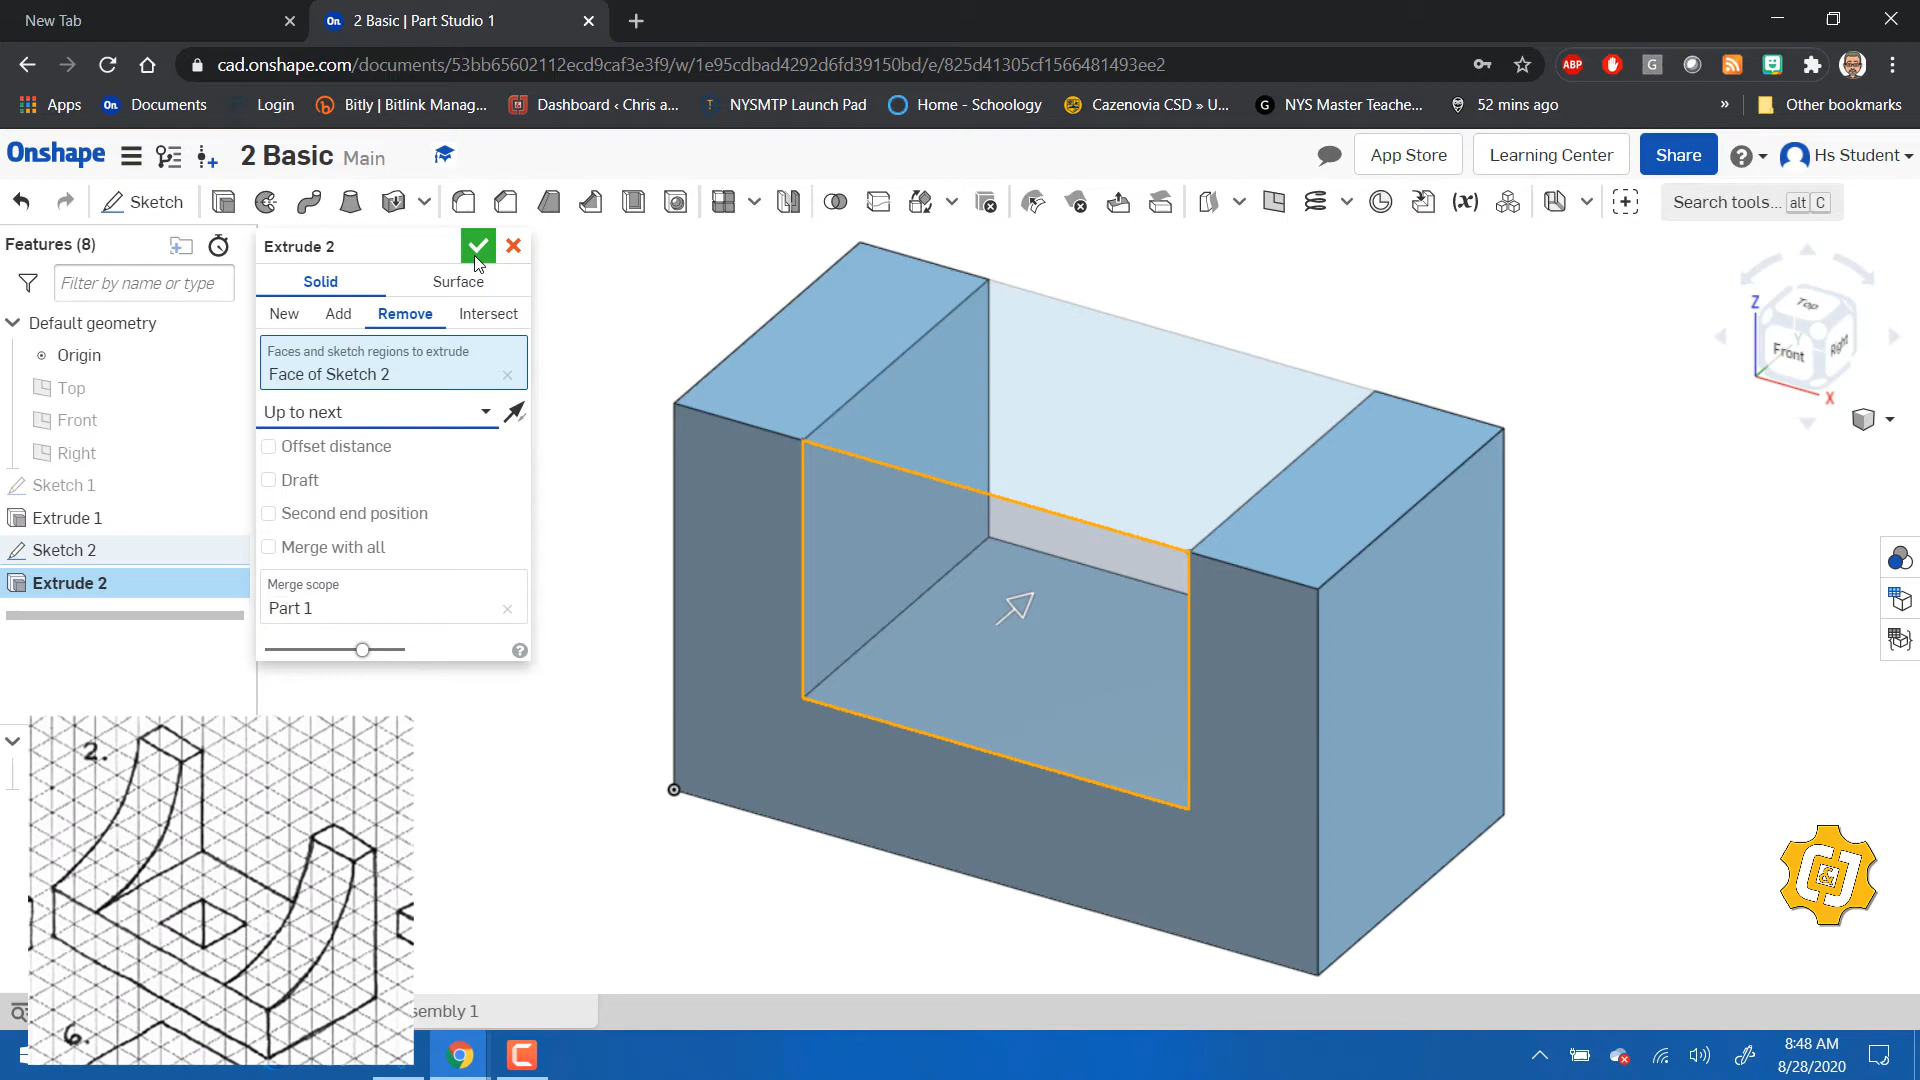 New Tab
On 2 Basic | Part Studio 1
cad.onshape.com/documents/53bb65602112ecd9caf3e3f9/w/1e95cdbad4292d6fd39150bd/e/825d41305cf1566481493ee2
ABP G
Apps On Documents Login Bitly | Bitlink Manag... Dashboard ‹ Chris a... T NYSMTP Launch Pad Home - Schoology Cazenovia CSD » U... G NYS Master Teache... 52 mins ago » Other bookmarks
Onshape 2 Basic Main App Store Learning Center Share ? Hs Student
Sketch (x) Search tools... alt C
Features (8)
Filter by name or type
Default geometry
Origin
Top
Front
Right
Sketch 1
Extrude 1
Sketch 2
Extrude 2
Extrude 2
Solid Surface
New Add Remove Intersect
Faces and sketch regions to extrude
Face of Sketch 2
Up to next
Offset distance
Draft
Second end position
Merge with all
Merge scope
Part 1
?
Z
Top
Y
Front
Right
X
2.
6.
C&J
sembly 1
8:48 AM
8/28/2020